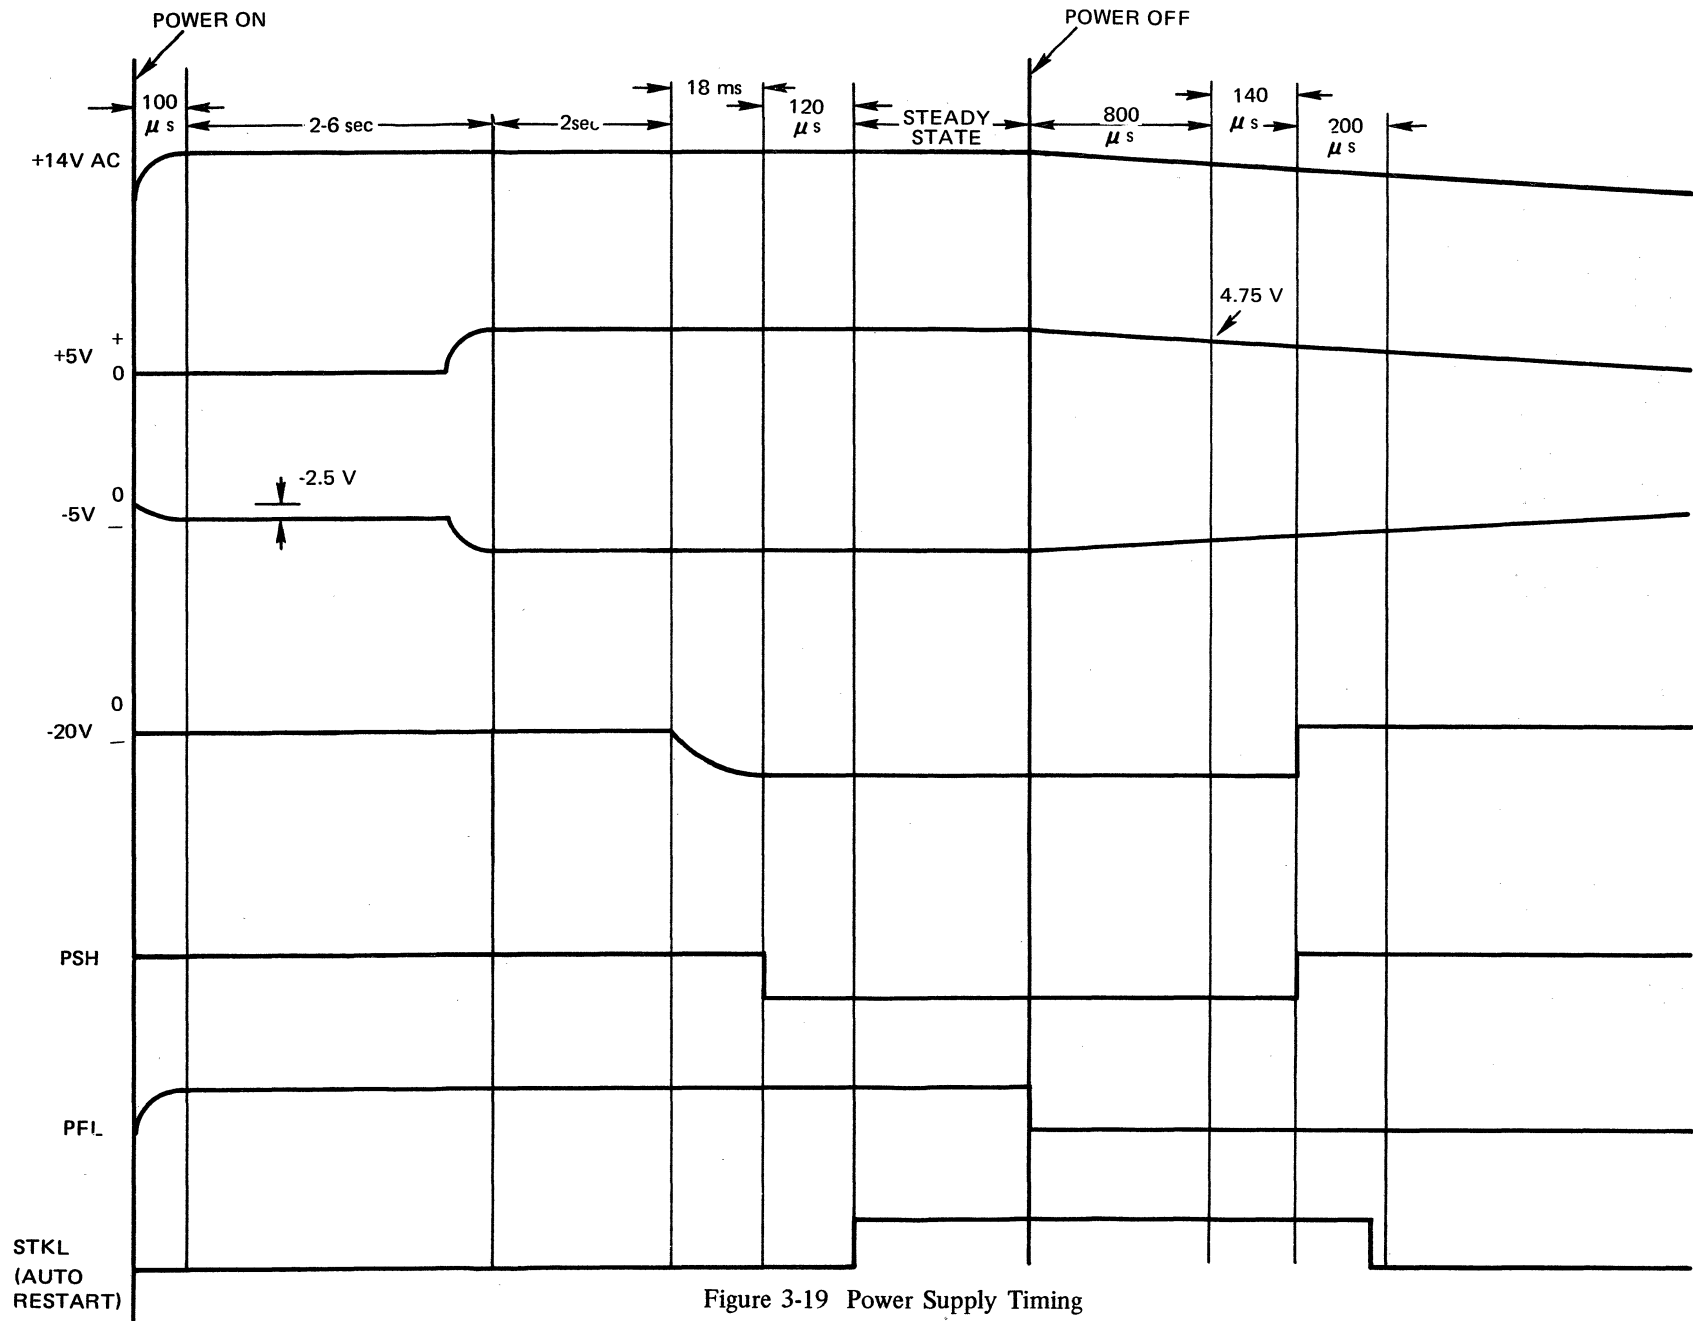 POWER ON
POWER OFF
100
μs
2-6 sec
2sec
18 ms
120
μs
STEADY
STATE
800
μs
140
μs
200
μs
+14V AC
4.75 V
+
+5V
0
-2.5 V
0
-5V
–
0
-20V
–
PSH
PFL
STKL
(AUTO
RESTART)
Figure 3-19 Power Supply Timing